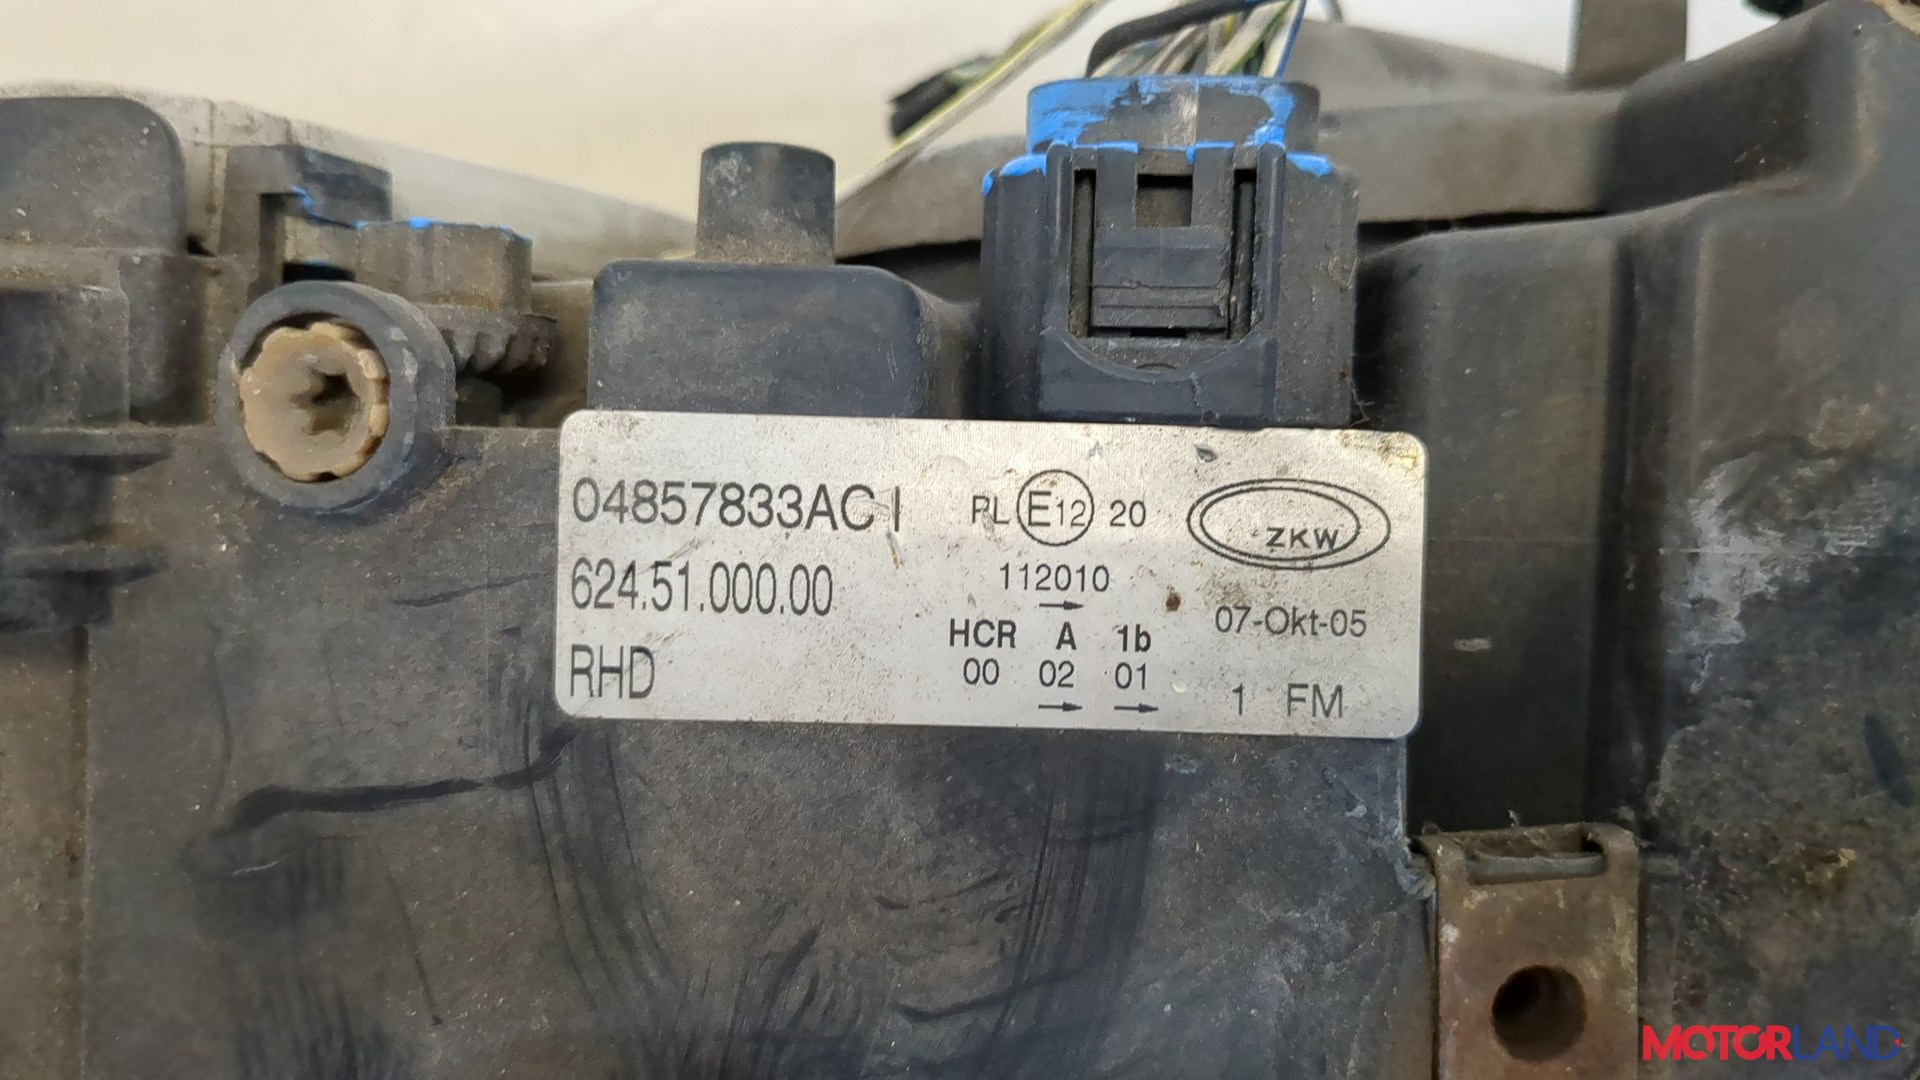 04857833AC I
624.51.000.00
RHD
PL E12 20
112010
→
HCR A 1b
00 02 01
→ →
ZKW
07-Okt-05
1 FM
MOTORLAND